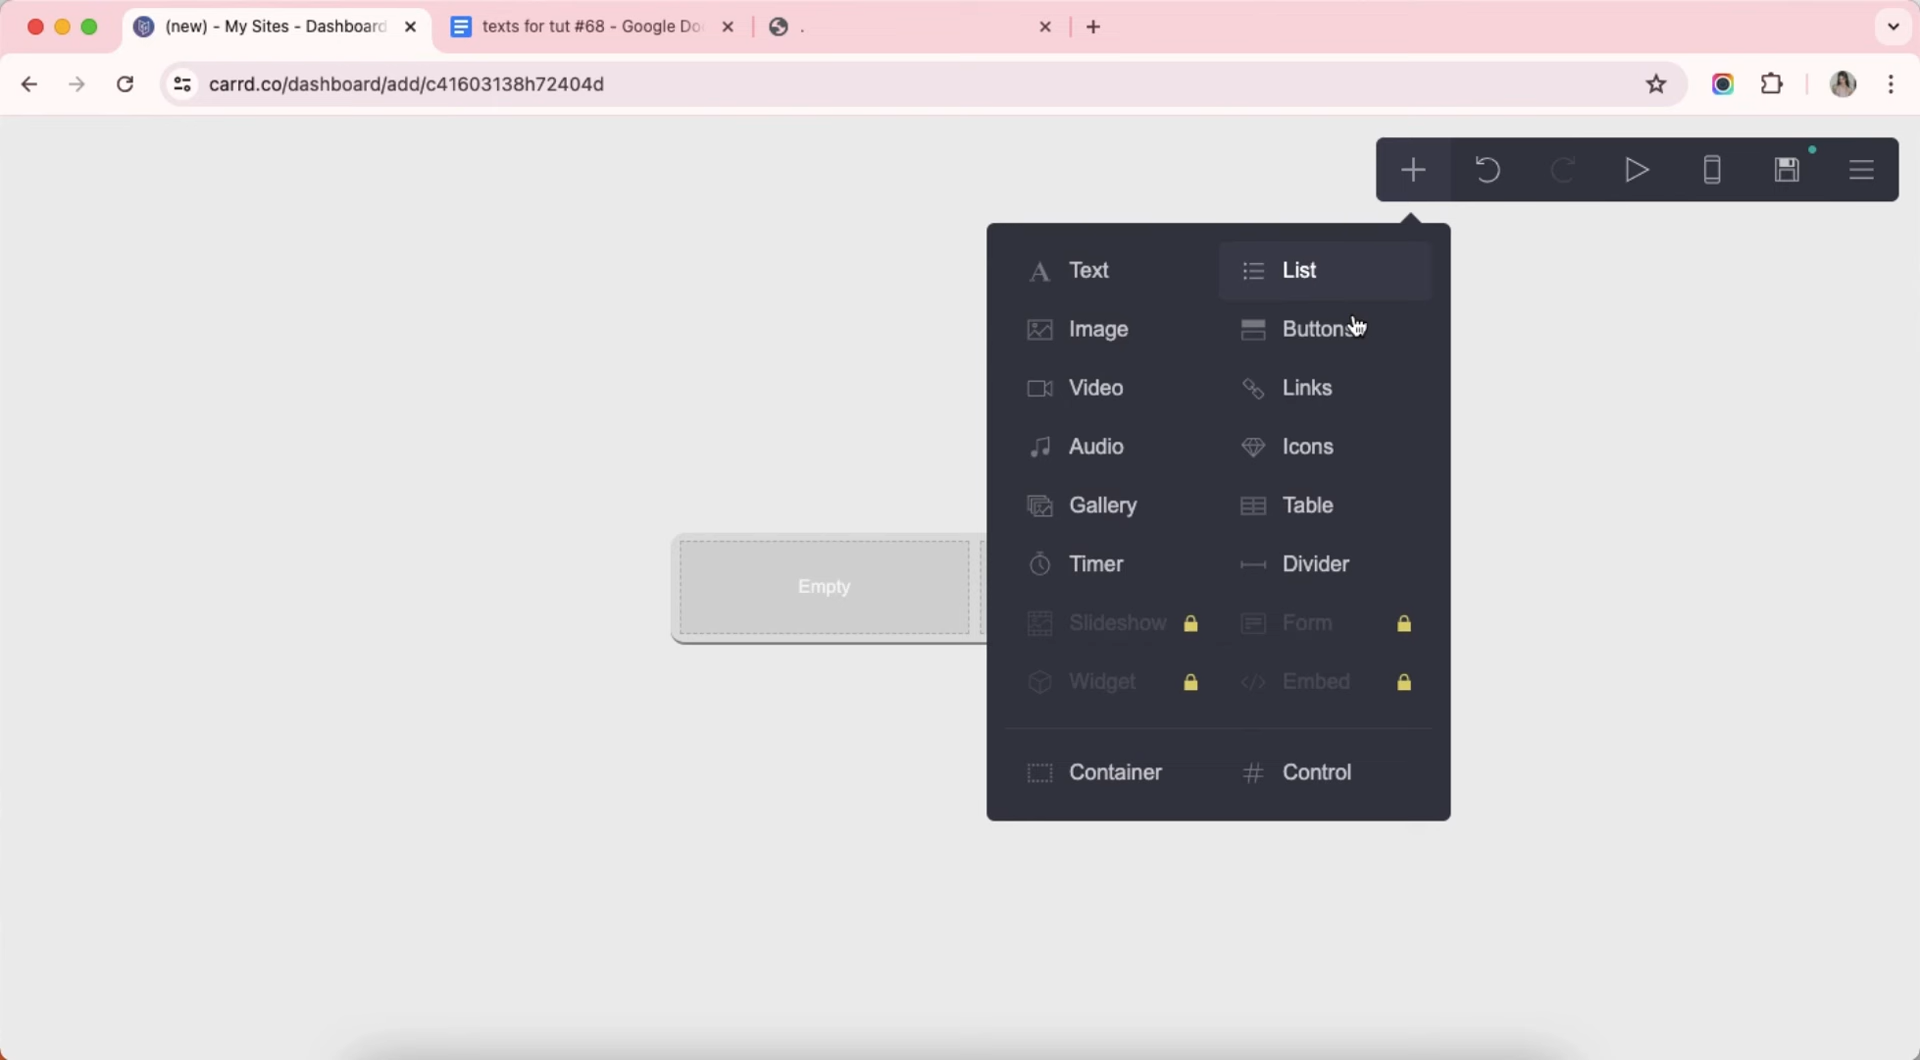 (new) - My Sites - Dashboard
texts for tut #68 - Google Do
.
carrd.co/dashboard/add/c41603138h72404d
Text
List
Image
Buttons
Video
Links
Audio
Icons
Gallery
Table
Timer
Divider
Slideshow
Form
Widget
Embed
Container
Control
Empty